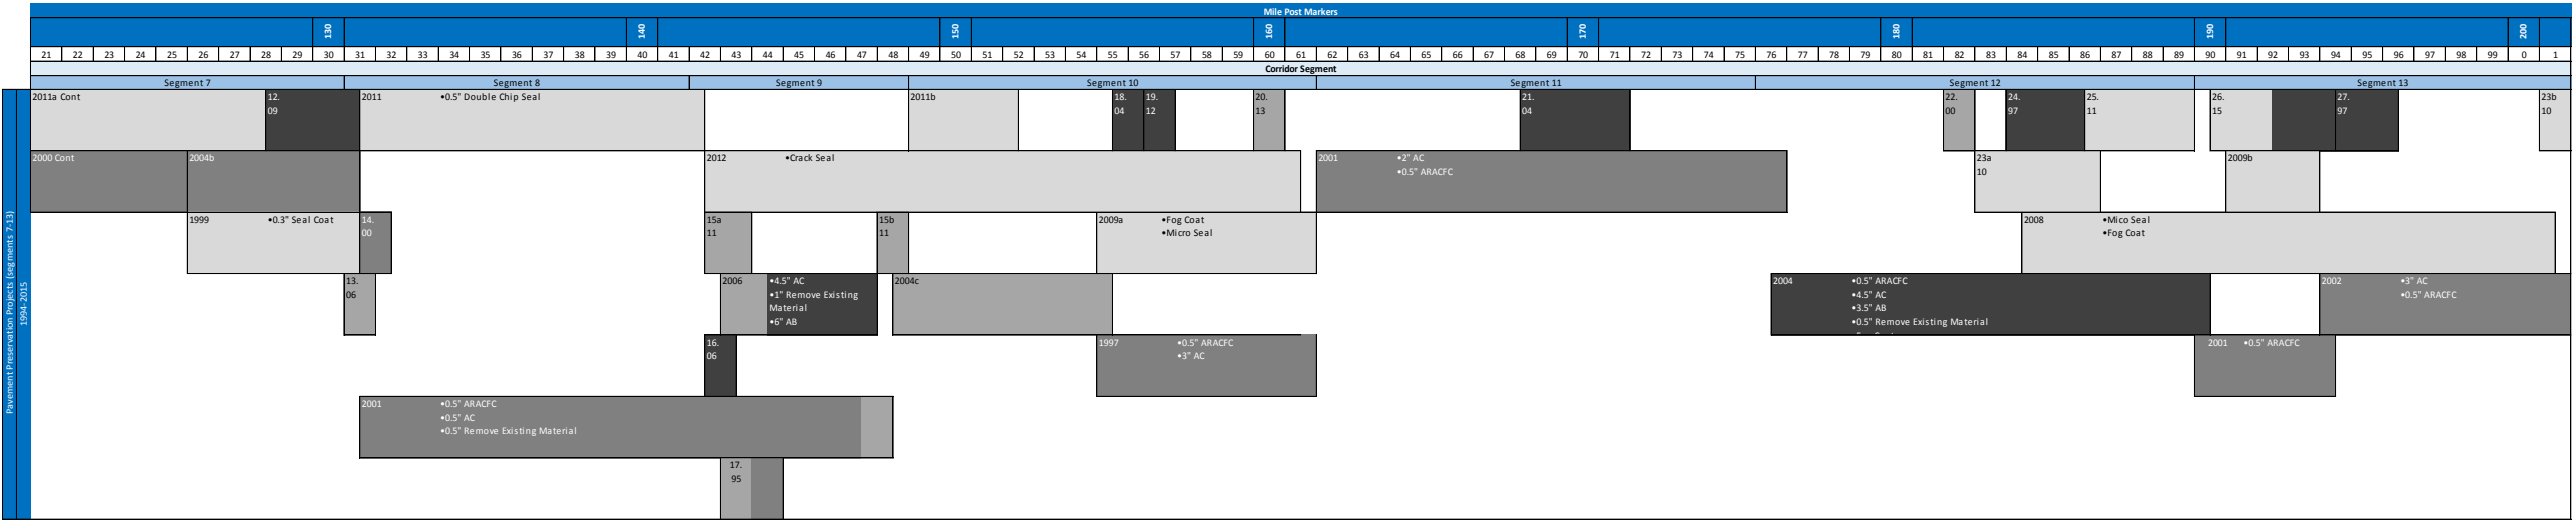 Mile Post Markers
130 140 150 160 170 180 190 200
21 22 23 24 25 26 27 28 29 30 31 32 33 34 35 36 37 38 39 40 41 42 43 44 45 46 47 48 49 50 51 52 53 54 55 56 57 58 59 60 61 62 63 64 65 66 67 68 69 70 71 72 73 74 75 76 77 78 79 80 81 82 83 84 85 86 87 88 89 90 91 92 93 95 96 97 98 99 0 1
Corridor Segment
Segment 7 Segment 8 Segment 9 Segment 10 Segment 11 Segment 12 Segment 13
Pavement Preservation Projects (segments 7-13)
1994-2015
2011a Cont
12.
09
2011 •0.5" Double Chip Seal
2011b
18.
04
19.
12
20.
13
21.
04
22.
00
24.
97
25.
11
26.
15
27.
97
23b
10
2000 Cont
2004b
2012 •Crack Seal
2001 •2" AC
•0.5" ARACFC
23a
10
2009b
1999 •0.3" Seal Coat
14.
00
15a
11
15b
11
2009a •Fog Coat
•Micro Seal
2008 •Mico Seal
•Fog Coat
13.
06
2006 •4.5" AC
•1" Remove Existing
Material
•6" AB
2004c
2004 •0.5" ARACFC
•4.5" AC
•3.5" AB
•0.5" Remove Existing Material
2002 •3" AC
•0.5" ARACFC
16.
06
1997 •0.5" ARACFC
•3" AC
2001 •0.5" ARACFC
2001 •0.5" ARACFC
•0.5" AC
•0.5" Remove Existing Material
17.
95